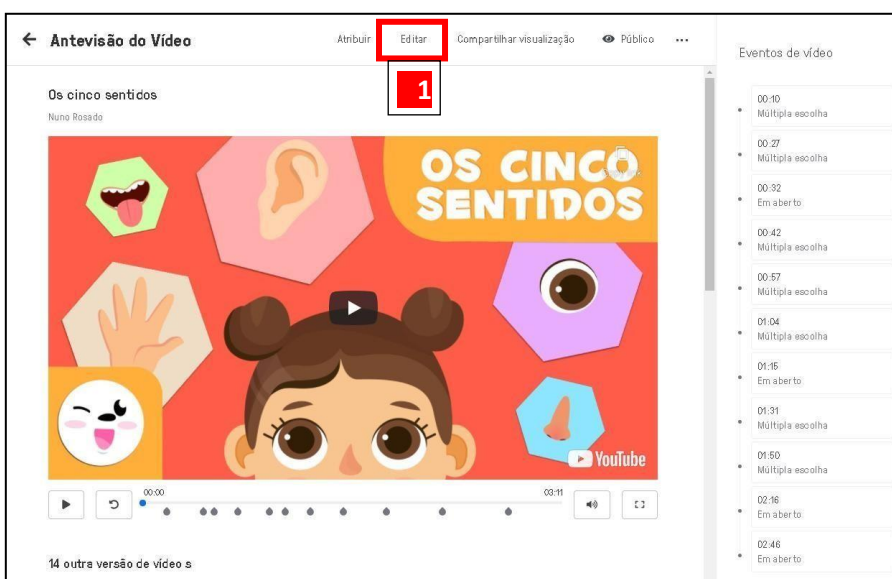 Antevisão do Vídeo
Atribuir Editar Compartilhar visualização Público ...
1
Os cinco sentidos
Nuno Rosado
OS CINCO
SENTIDOS
YouTube
00:00 03:11
14 outra versão de vídeo s
Eventos de vídeo
00:10
Múltipla escolha
00:27
Múltipla escolha
00:32
Em aberto
00:42
Múltipla escolha
00:57
Múltipla escolha
01:04
Múltipla escolha
01:15
Em aberto
01:31
Múltipla escolha
01:50
Múltipla escolha
02:16
Em aberto
02:46
Em aberto